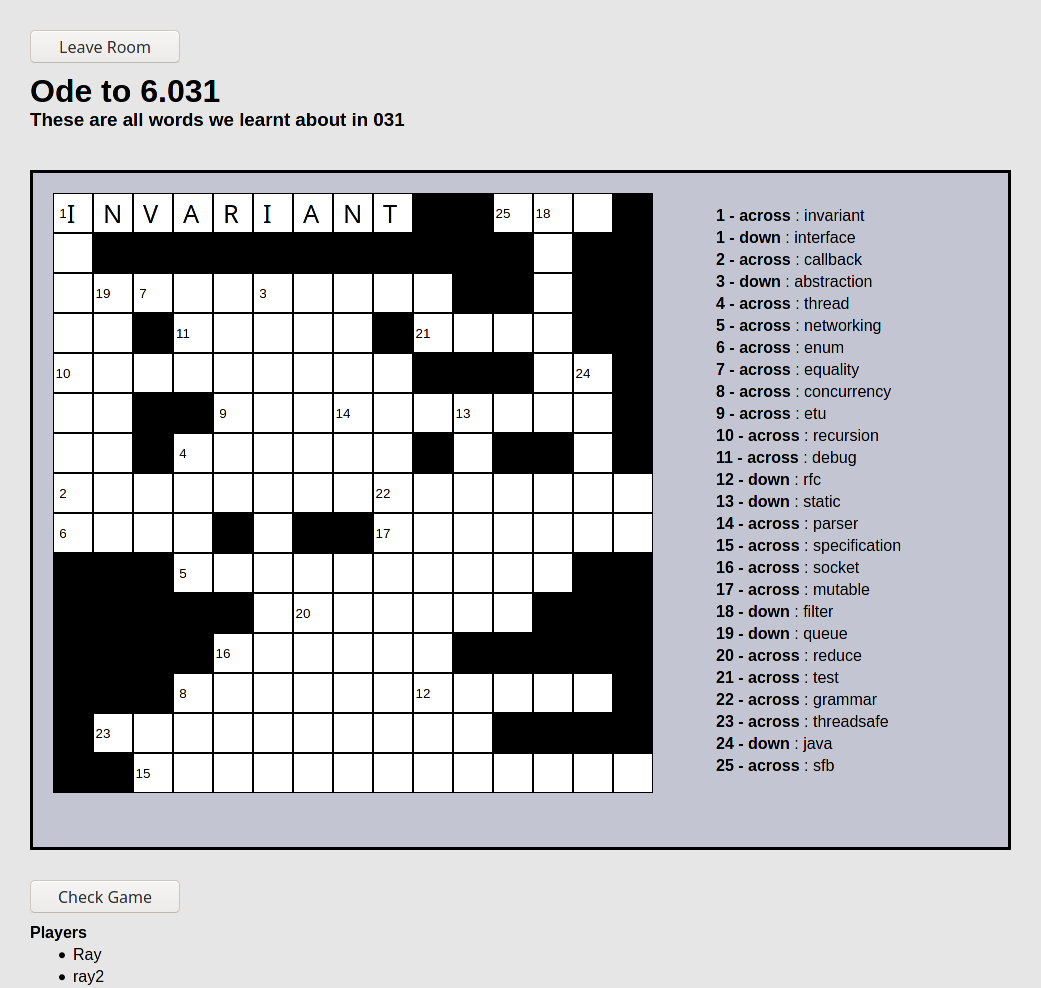 Leave Room
Ode to 6.031
These are all words we learnt about in 031
1 I N V A R I A N T 25 18
19 7 3
11 21
10 24
9 14 13
4
2 22
6 17
5
20
16
8 12
23
15
1 - across : invariant
1 - down : interface
2 - across : callback
3 - down : abstraction
4 - across : thread
5 - across : networking
6 - across : enum
7 - across : equality
8 - across : concurrency
9 - across : etu
10 - across : recursion
11 - across : debug
12 - down : rfc
13 - down : static
14 - across : parser
15 - across : specification
16 - across : socket
17 - across : mutable
18 - down : filter
19 - down : queue
20 - across : reduce
21 - across : test
22 - across : grammar
23 - across : threadsafe
24 - down : java
25 - across : sfb
Check Game
Players
• Ray
• ray2